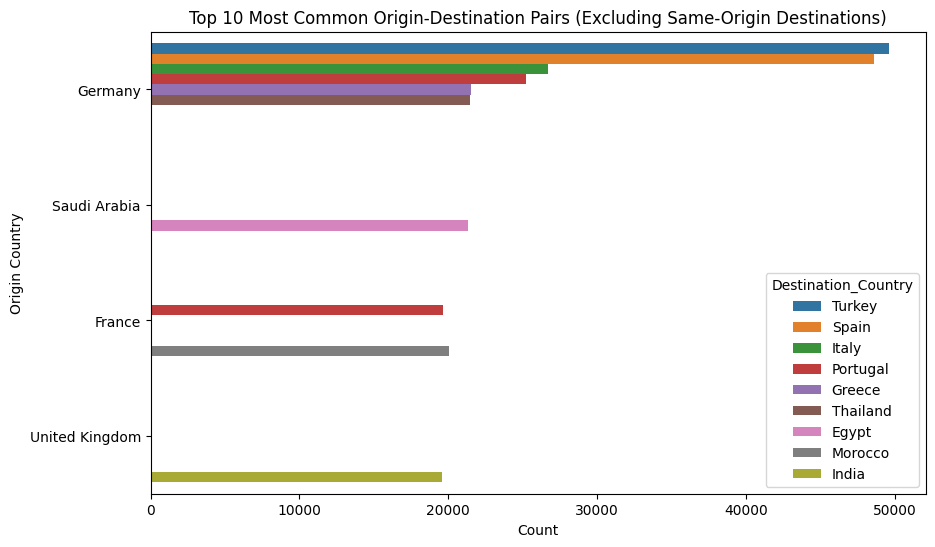 Top 10 Most Common Origin-Destination Pairs (Excluding Same-Origin Destinations)
Origin Country
Germany
Saudi Arabia
France
United Kingdom
Destination_Country
Turkey
Spain
Italy
Portugal
Greece
Thailand
Egypt
Morocco
India
0 10000 20000 30000 40000 50000
Count